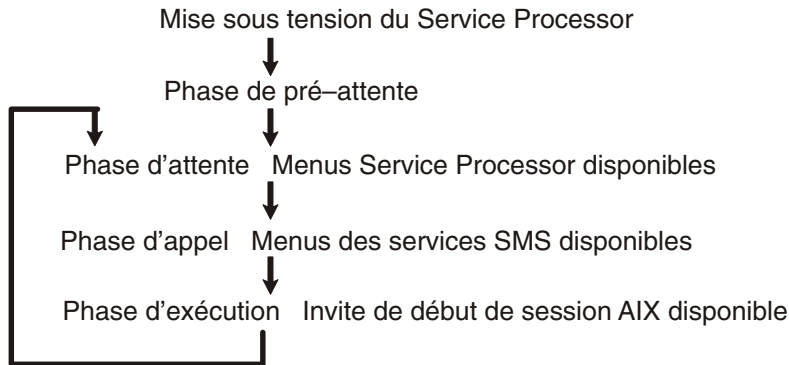 Mise sous tension du Service Processor
Phase de pré–attente
Phase d'attente Menus Service Processor disponibles
Phase d'appel Menus des services SMS disponibles
Phase d'exécution Invite de début de session AIX disponible